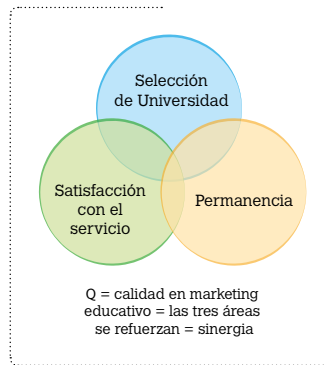 Selección
de Universidad
Satisfacción
con el
servicio
Permanencia
Q = calidad en marketing
educativo = las tres áreas
se refuerzan = sinergia